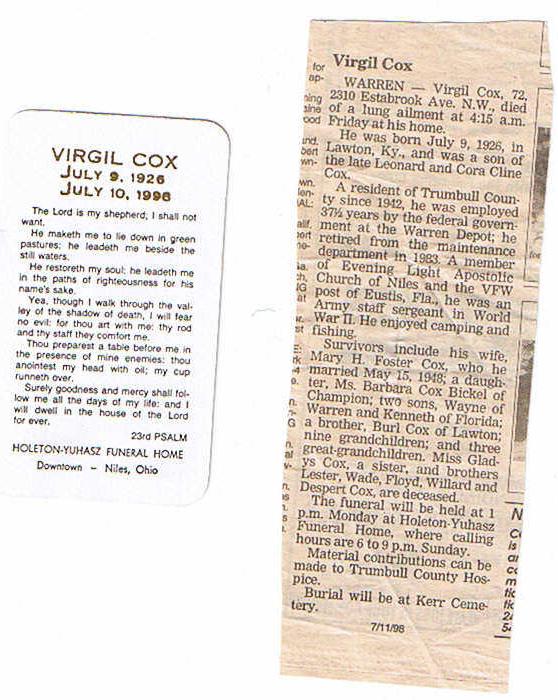 VIRGIL COX
JULY 9, 1926
JULY 10, 1998
The Lord is my shepherd; I shall not
want.
He maketh me to lie down in green
pastures: he leadeth me beside the
still waters.
He restoreth my soul: he leadeth me
in the paths of righteousness for his
name's sake.
Yea, though I walk through the val-
ley of the shadow of death, I will fear
no evil: for thou art with me; thy rod
and thy staff they comfort me.
Thou preparest a table before me in
the presence of mine enemies: thou
anointest my head with oil; my cup
runneth over.
Surely goodness and mercy shall fol-
low me all the days of my life: and I
will dwell in the house of the Lord
for ever.
23rd PSALM
HOLETON-YUHASZ FUNERAL HOME
Downtown – Niles, Ohio
Virgil Cox
WARREN — Virgil Cox, 72,
2310 Estabrook Ave. N.W., died
of a lung ailment at 4:15 a.m.
Friday at his home.
He was born July 9, 1926, in
Lawton, Ky., and was a son of
the late Leonard and Cora Cline
Cox.
A resident of Trumbull Coun-
ty since 1942, he was employed
37½ years by the federal govern-
ment at the Warren Depot; he
retired from the maintenance
department in 1983. A member
of Evening Light Apostolic
Church of Niles and the VFW
post of Eustis, Fla., he was an
Army staff sergeant in World
War II. He enjoyed camping and
fishing.
Survivors include his wife,
Mary H. Foster Cox, who he
married May 15, 1948; a daugh-
ter, Ms. Barbara Cox Bickel of
Champion; two sons, Wayne of
Warren and Kenneth of Florida;
a brother, Burl Cox of Lawton;
nine grandchildren; and three
great-grandchildren. Miss Glad-
ys Cox, a sister, and brothers
Lester, Wade, Floyd, Willard and
Despert Cox, are deceased.
The funeral will be held at 1
p.m. Monday at Holeton-Yuhasz
Funeral Home, where calling
hours are 6 to 9 p.m. Sunday.
Material contributions can be
made to Trumbull County Hos-
pice.
Burial will be at Kerr Ceme-
tery.
7/11/98